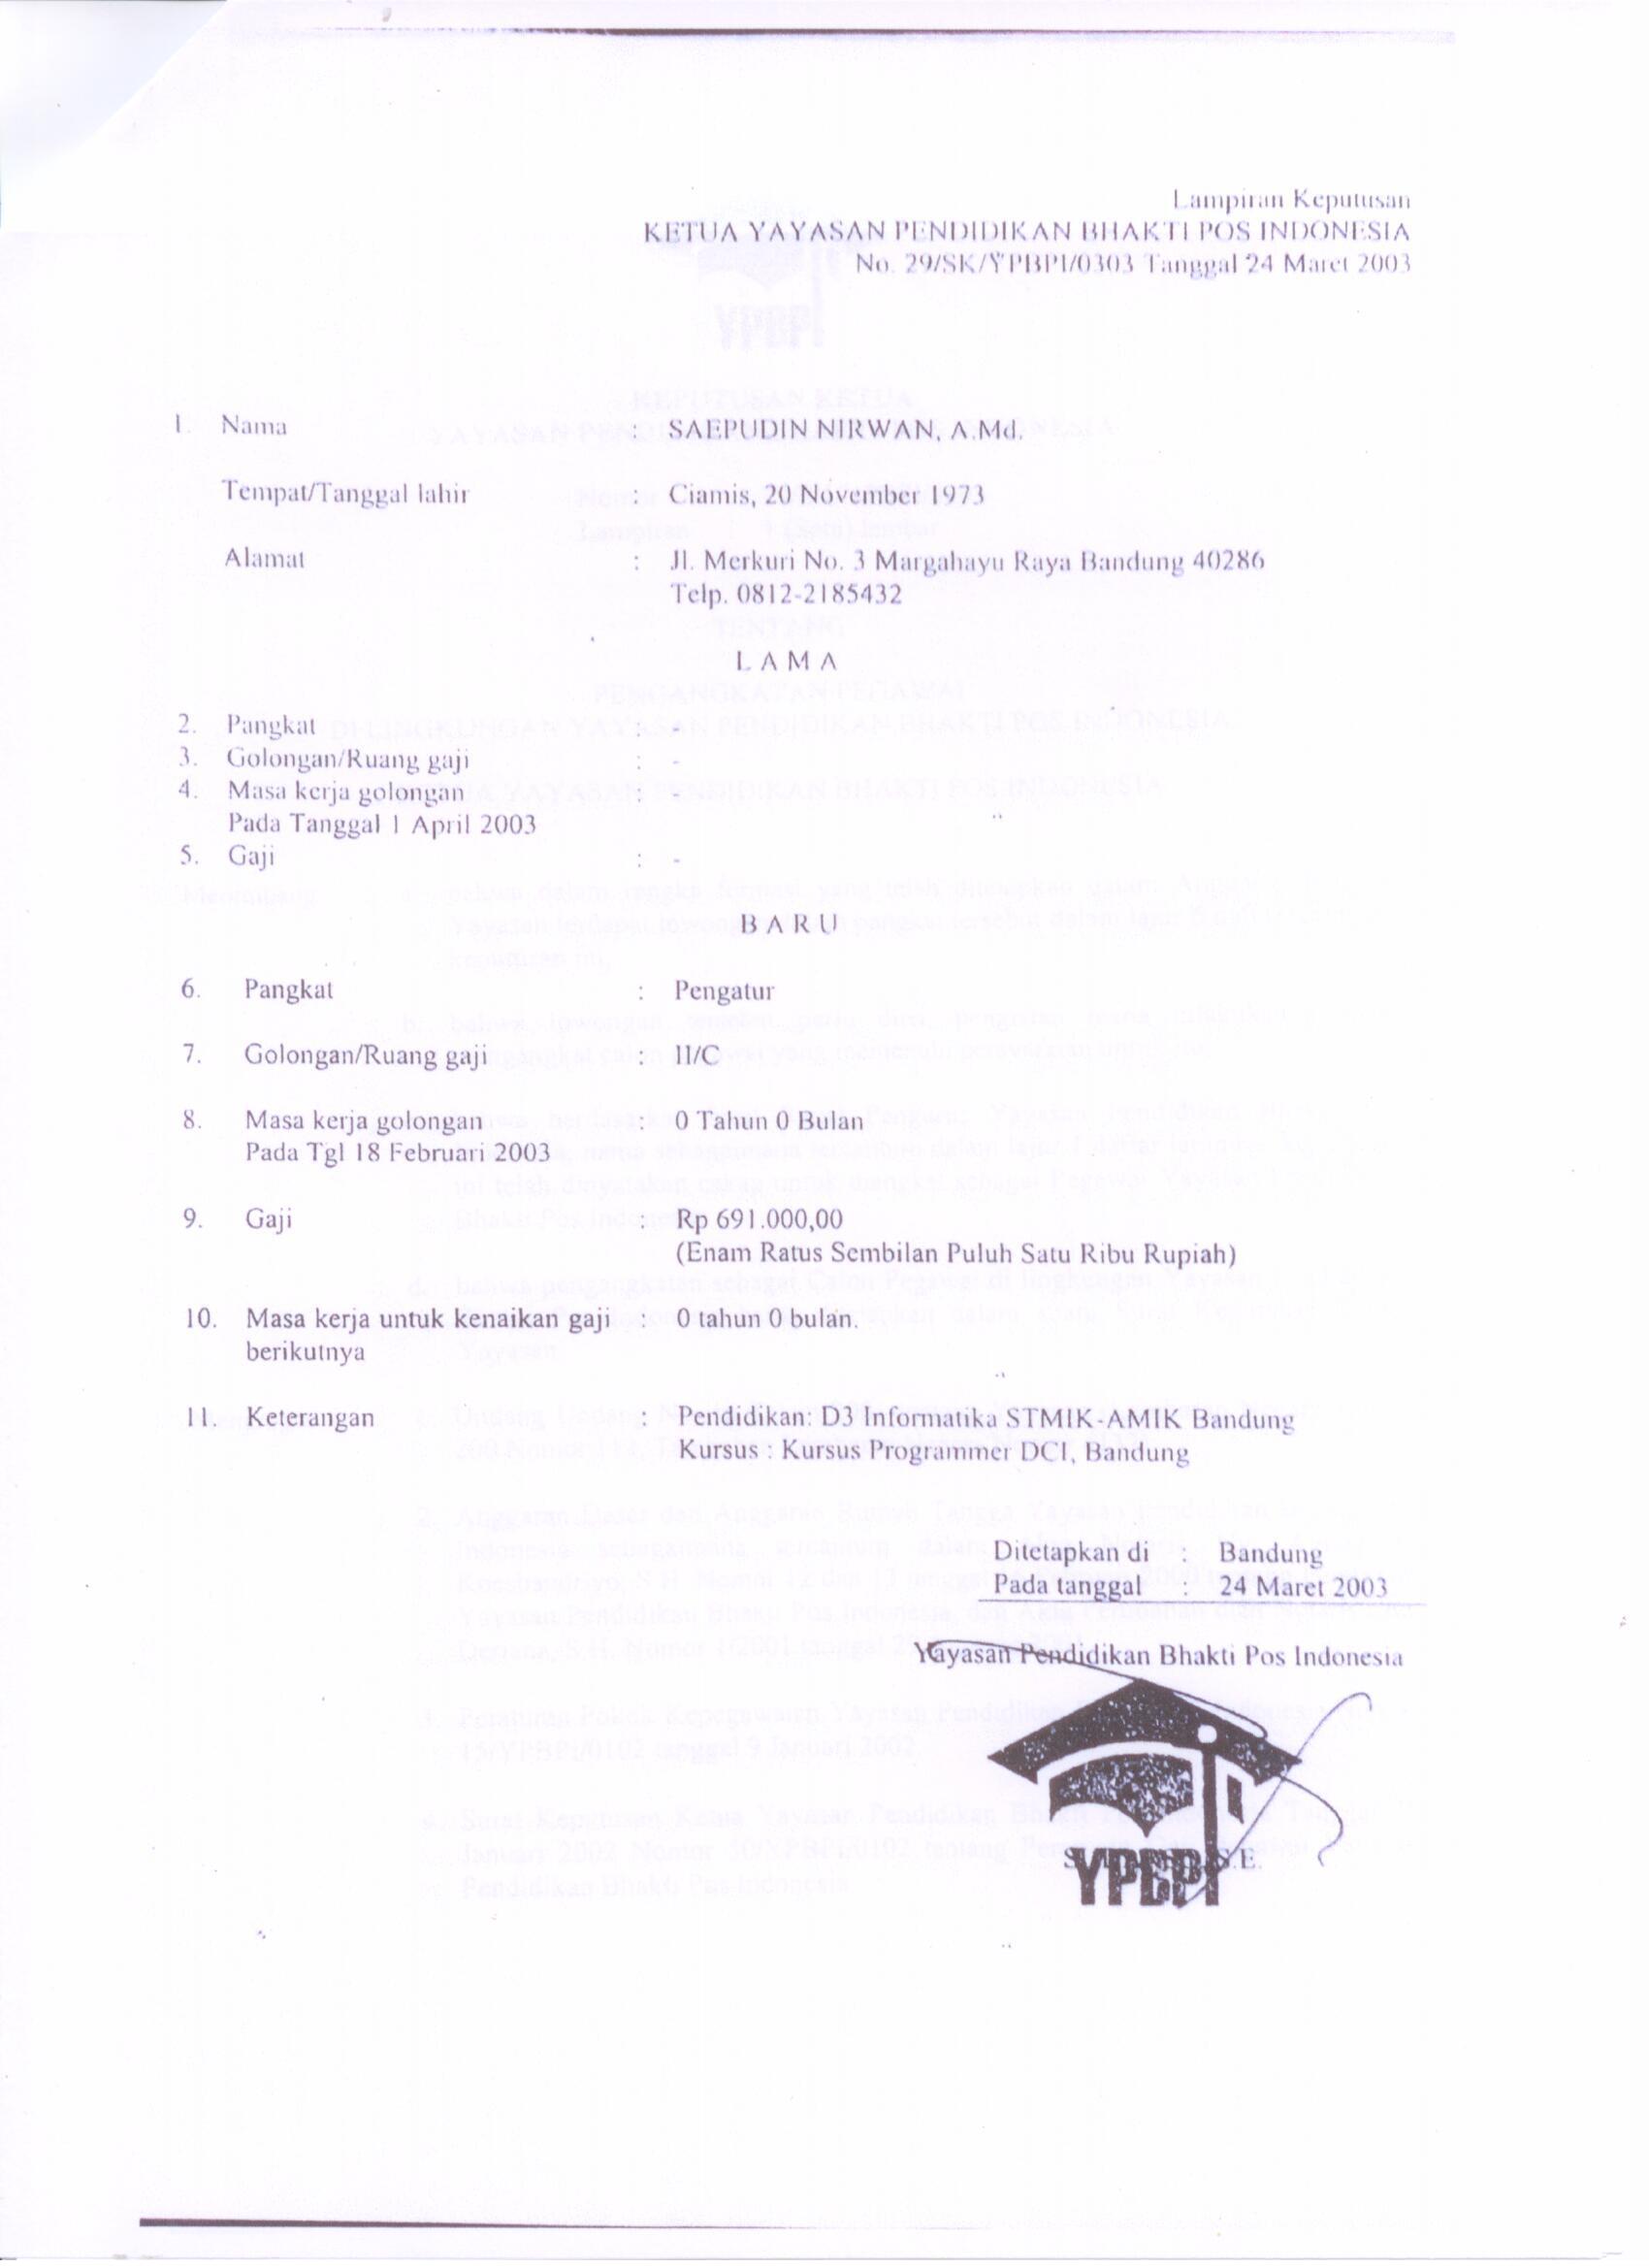 Lampiran Keputusan
KETUA YAYASAN PENDIDIKAN BHAKTI POS INDONESIA
No. 29/SK/YPBPI/0303 Tanggal 24 Maret 2003
1. Nama : SAEPUDIN NIRWAN, A.Md.
Tempat/Tanggal lahir : Ciamis, 20 November 1973
Alamat : Jl. Merkuri No. 3 Margahayu Raya Bandung 40286
Telp. 0812-2185432
L A M A
2. Pangkat : -
3. Golongan/Ruang gaji : -
4. Masa kerja golongan : -
Pada Tanggal 1 April 2003
5. Gaji : -
B A R U
6. Pangkat : Pengatur
7. Golongan/Ruang gaji : II/C
8. Masa kerja golongan : 0 Tahun 0 Bulan
Pada Tgl 18 Februari 2003
9. Gaji : Rp 691.000,00
(Enam Ratus Sembilan Puluh Satu Ribu Rupiah)
10. Masa kerja untuk kenaikan gaji : 0 tahun 0 bulan.
berikutnya
11. Keterangan : Pendidikan: D3 Informatika STMIK-AMIK Bandung
Kursus : Kursus Programmer DCI, Bandung
Ditetapkan di : Bandung
Pada tanggal : 24 Maret 2003
Yayasan Pendidikan Bhakti Pos Indonesia
YPBPI